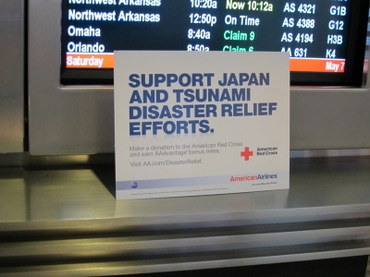 Northwest Arkansas 10:20a Now 10:12a AS 4321 G1B
Northwest Arkansas 12:50p On Time AS 4388 G12
Omaha 8:40a Claim 9 AS 4194 H3B
Orlando 8:40a Claim 6 AA 631 K4
Saturday May 7
SUPPORT JAPAN
AND TSUNAMI
DISASTER RELIEF
EFFORTS.
Make a donation to the American Red Cross
and earn AAdvantage bonus miles.
Visit AA.com/DisasterRelief.
American
Red Cross
AmericanAirlines